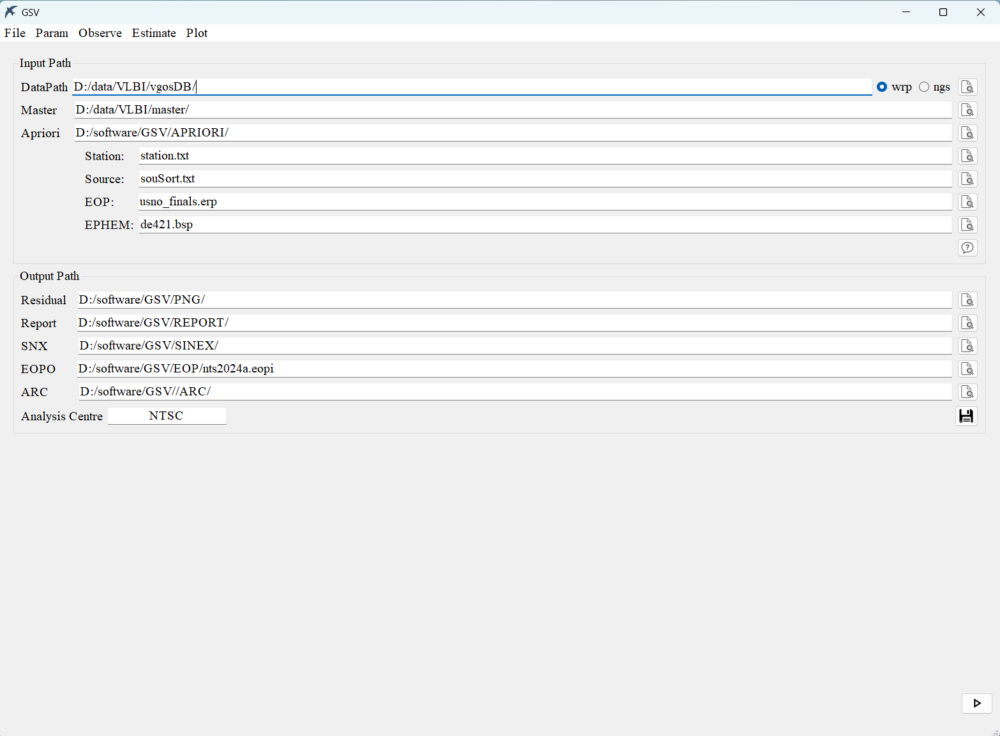 GSV
File Param Observe Estimate Plot
Input Path
DataPath D:/data/VLBI/vgosDB/ wrp ngs
Master D:/data/VLBI/master/
Apriori D:/software/GSV/APRIORI/
Station: station.txt
Source: souSort.txt
EOP: usno_finals.erp
EPHEM: de421.bsp
?
Output Path
Residual D:/software/GSV/PNG/
Report D:/software/GSV/REPORT/
SNX D:/software/GSV/SINEX/
EOPO D:/software/GSV/EOP/nts2024a.eopi
ARC D:/software/GSV//ARC/
Analysis Centre NTSC